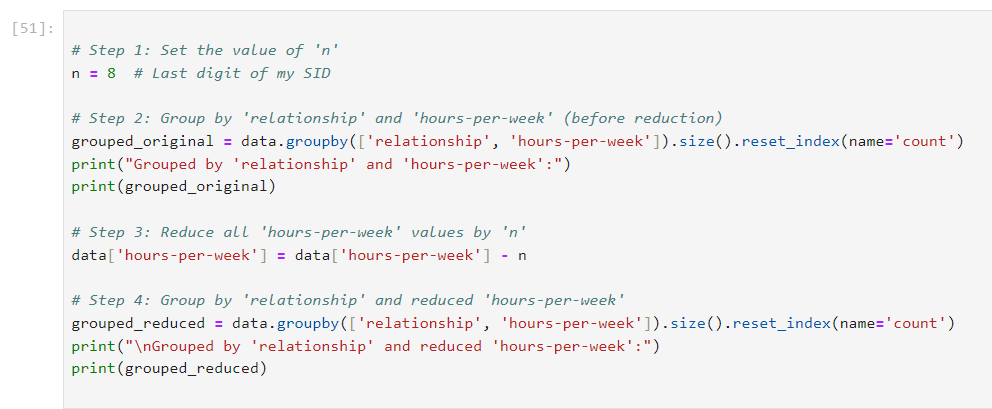 [51]:
# Step 1: Set the value of 'n'
n = 8  # Last digit of my SID
# Step 2: Group by 'relationship' and 'hours-per-week' (before reduction)
grouped_original = data.groupby(['relationship', 'hours-per-week']).size().reset_index(name='count')
print("Grouped by 'relationship' and 'hours-per-week':")
print(grouped_original)
# Step 3: Reduce all 'hours-per-week' values by 'n'
data['hours-per-week'] = data['hours-per-week'] - n
# Step 4: Group by 'relationship' and reduced 'hours-per-week'
grouped_reduced = data.groupby(['relationship', 'hours-per-week']).size().reset_index(name='count')
print("\nGrouped by 'relationship' and reduced 'hours-per-week':")
print(grouped_reduced)